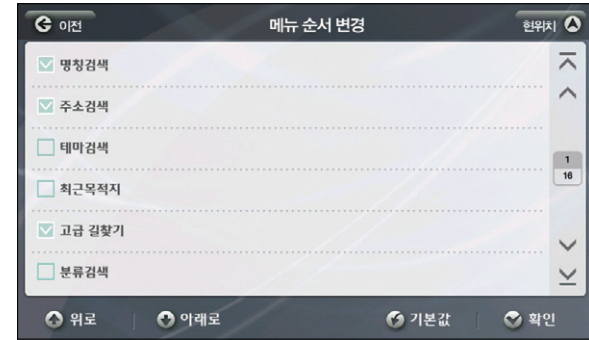 이전 메뉴 순서 변경 현위치
명칭검색
주소검색
테마검색
1
16
최근목적지
고급 길찾기
분류검색
위로 아래로 기본값 확인